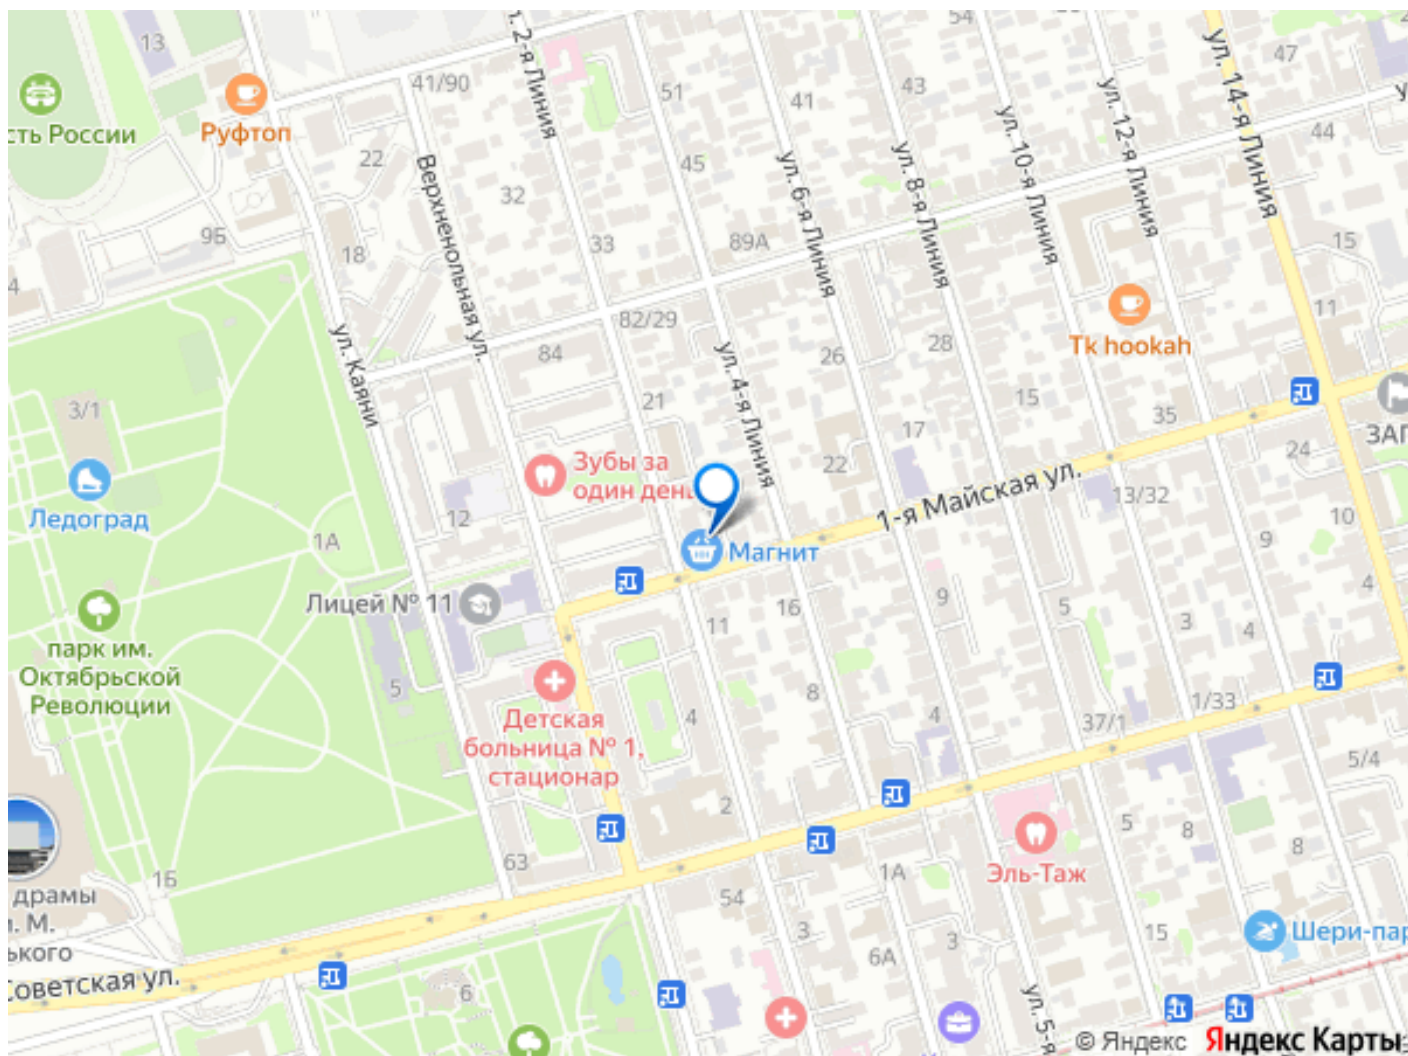 54
13
47
41/90
ул. 14-я Линия
. 2-я Линия
51
43
41
Руфтоп
сть России
ул. 10-я Линия
ул. 12-я Линия
44
22
45
Верхненольная ул.
ул. 6-я Линия
ул. 8-я Линия
32
9Б
18
33
89А
15
4
11
82/29
Tk hookah
ул. Каяни
84
26
28
ул. 4-я Линия
3/1
21
15
35
17
ЗАГ
24
Зубы за
один день
22
1-я Майская ул.
13/32
Ледоград
12
10
1А
Магнит
9
Лицей № 11
16
9
5
4
11
3
4
парк им.
Октябрьской
Революции
5
8
Детская
больница № 1,
стационар
4
4
37/1
1/33
5/4
2
5
8
8
63
Эль-Таж
16
1А
драмы
. М.
ького
54
3
3
6А
15
Шери-пар
Советская ул.
6
ул. 5-я
© Яндекс
Яндекс Карты